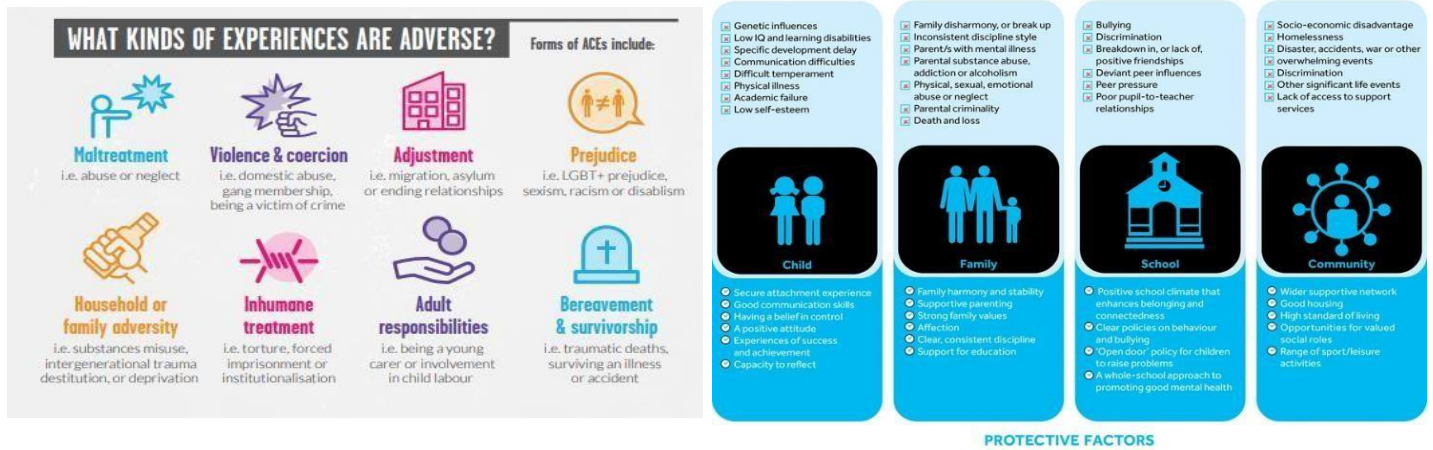 WHAT KINDS OF EXPERIENCES ARE ADVERSE?
Forms of ACEs include:
Maltreatment
i.e. abuse or neglect
Violence & coercion
i.e. domestic abuse,
gang membership,
being a victim of crime
Adjustment
i.e. migration, asylum
or ending relationships
Prejudice
i.e. LGBT+ prejudice,
sexism, racism or disablism
Household or
family adversity
i.e. substances misuse,
intergenerational trauma
destitution, or deprivation
Inhumane
treatment
i.e. torture, forced
imprisonment or
institutionalisation
Adult
responsibilities
i.e. being a young
carer or involvement
in child labour
Bereavement
& survivorship
i.e. traumatic deaths,
surviving an illness
or accident
Genetic influences
Low IQ and learning disabilities
Specific development delay
Communication difficulties
Difficult temperament
Physical illness
Academic failure
Low self-esteem
Child
Secure attachment experience
Good communication skills
Having a belief in control
A positive attitude
Experiences of success
and achievement
Capacity to reflect
Family disharmony, or break up
Inconsistent discipline style
Parent/s with mental illness
Parental substance abuse,
addiction or alcoholism
Physical, sexual, emotional
abuse or neglect
Parental criminality
Death and loss
Family
Family harmony and stability
Supportive parenting
Strong family values
Affection
Clear, consistent discipline
Support for education
Bullying
Discrimination
Breakdown in, or lack of,
positive friendships
Deviant peer influences
Peer pressure
Poor pupil-to-teacher
relationships
School
Positive school climate that
enhances belonging and
connectedness
Clear policies on behaviour
and bullying
'Open door' policy for children
to raise problems
A whole-school approach to
promoting good mental health
Socio-economic disadvantage
Homelessness
Disaster, accidents, war or other
overwhelming events
Discrimination
Other significant life events
Lack of access to support
services
Community
Wider supportive network
Good housing
High standard of living
Opportunities for valued
social roles
Range of sport/leisure
activities
PROTECTIVE FACTORS